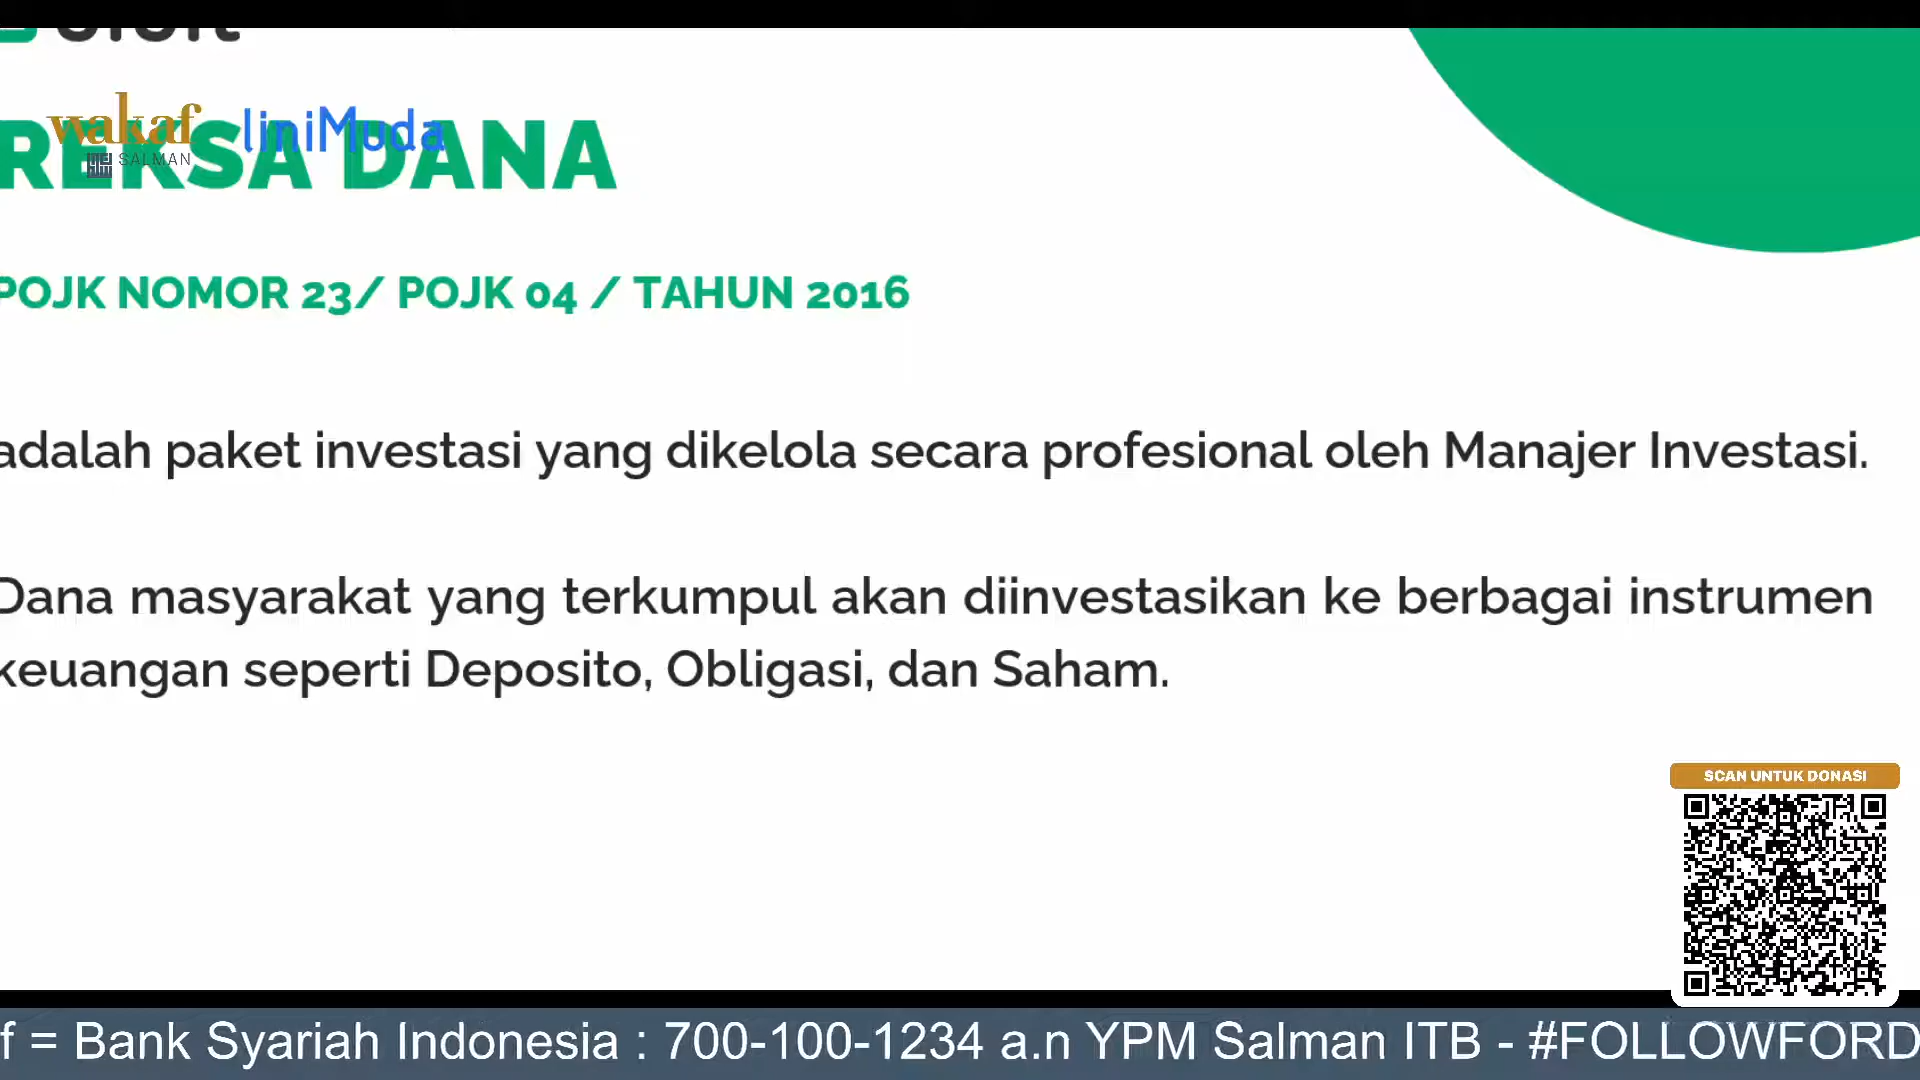 wakaf
SALMAN
liniMuda
REKSA DANA
POJK NOMOR 23/ POJK 04 / TAHUN 2016
adalah paket investasi yang dikelola secara profesional oleh Manajer Investasi.
Dana masyarakat yang terkumpul akan diinvestasikan ke berbagai instrumen
keuangan seperti Deposito, Obligasi, dan Saham.
SCAN UNTUK DONASI
f = Bank Syariah Indonesia : 700-100-1234 a.n YPM Salman ITB - #FOLLOWFORD